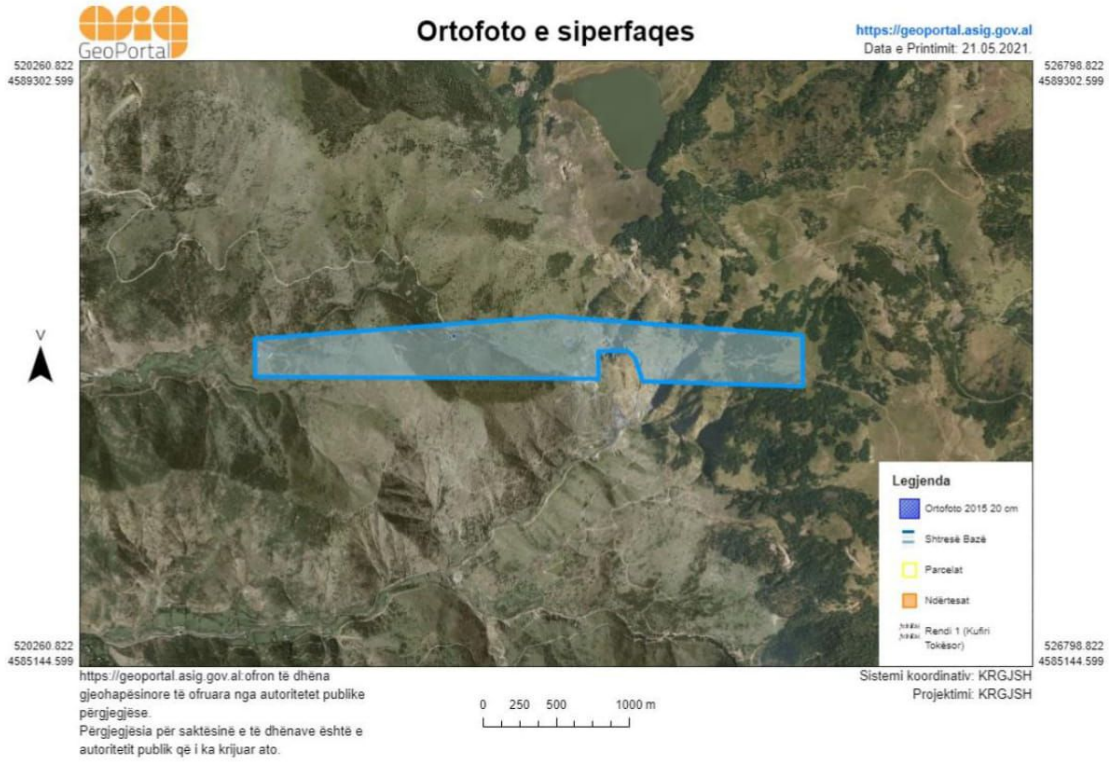 asig
GeoPortal
Ortofoto e siperfaqes
https://geoportal.asig.gov.al
Data e Printimit: 21.05.2021.
520260.822
4589302.599
526798.822
4589302.599
V
Legjenda
Ortofoto 2015 20 cm
Shtresë Bazë
Parcelat
Ndërtesat
Rendi 1 (Kufiri
Tokësor)
520260.822
4585144.599
526798.822
4585144.599
https://geoportal.asig.gov.al:ofron të dhëna
gjeohapësinore të ofruara nga autoritetet publike
përgjegjëse.
Përgjegjësia për saktësinë e të dhënave është e
autoritetit publik që i ka krijuar ato.
0 250 500 1000 m
Sistemi koordinativ: KRGJSH
Projektimi: KRGJSH